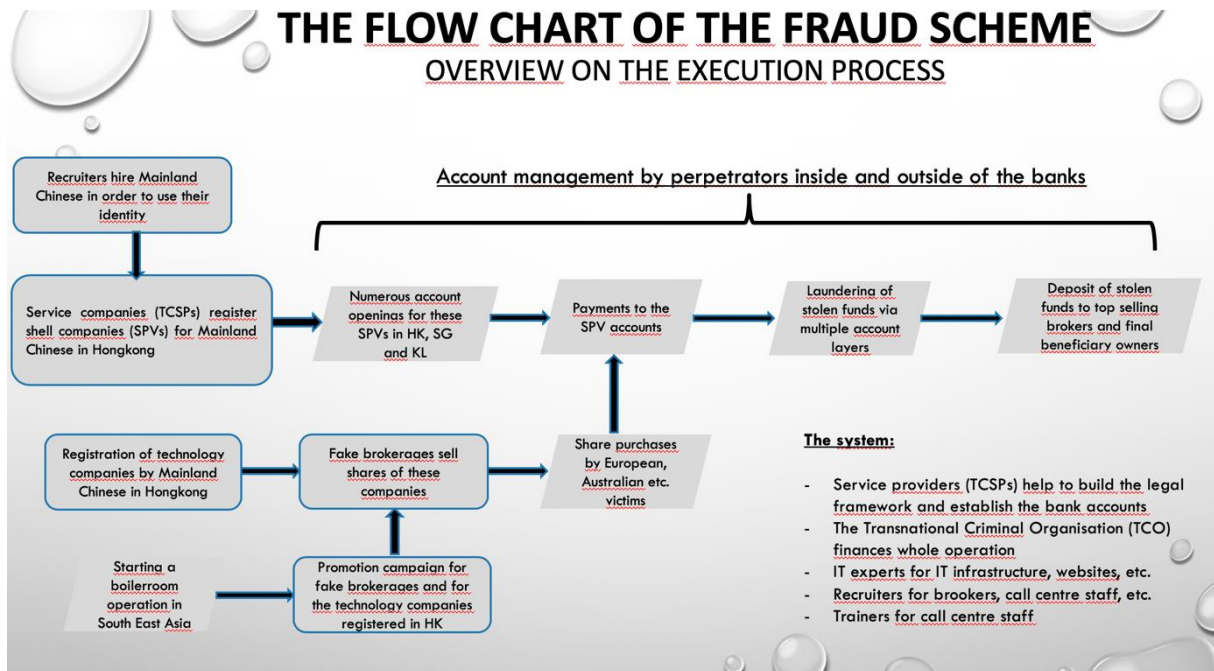 THE FLOW CHART OF THE FRAUD SCHEME
OVERVIEW ON THE EXECUTION PROCESS
Recruiters hire Mainland
Chinese in order to use their
identity
Account management by perpetrators inside and outside of the banks
Service companies (TCSPs) register
shell companies (SPVs) for Mainland
Chinese in Hongkong
Numerous account
openings for these
SPVs in HK, SG
and KL
Payments to the
SPV accounts
Laundering of
stolen funds via
multiple account
layers
Deposit of stolen
funds to top selling
brokers and final
beneficiary owners
Registration of technology
companies by Mainland
Chinese in Hongkong
Fake brokerages sell
shares of these
companies
Share purchases
by European,
Australian etc.
victims
Starting a
boilerroom
operation in
South East Asia
Promotion campaign for
fake brokerages and for
the technology companies
registered in HK
The system:
- Service providers (TCSPs) help to build the legal
framework and establish the bank accounts
- The Transnational Criminal Organisation (TCO)
finances whole operation
- IT experts for IT infrastructure, websites, etc.
- Recruiters for brookers, call centre staff, etc.
- Trainers for call centre staff